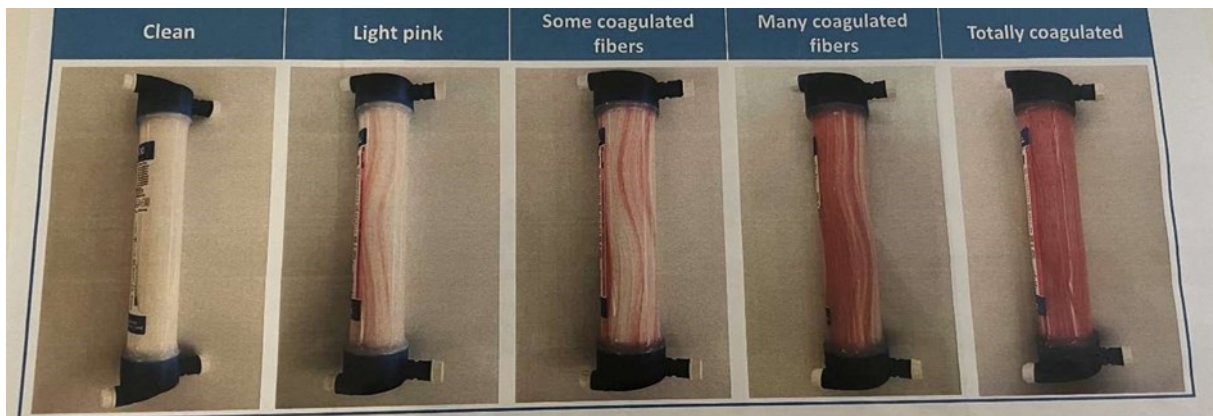 Clean
Light pink
Some coagulated
fibers
Many coagulated
fibers
Totally coagulated